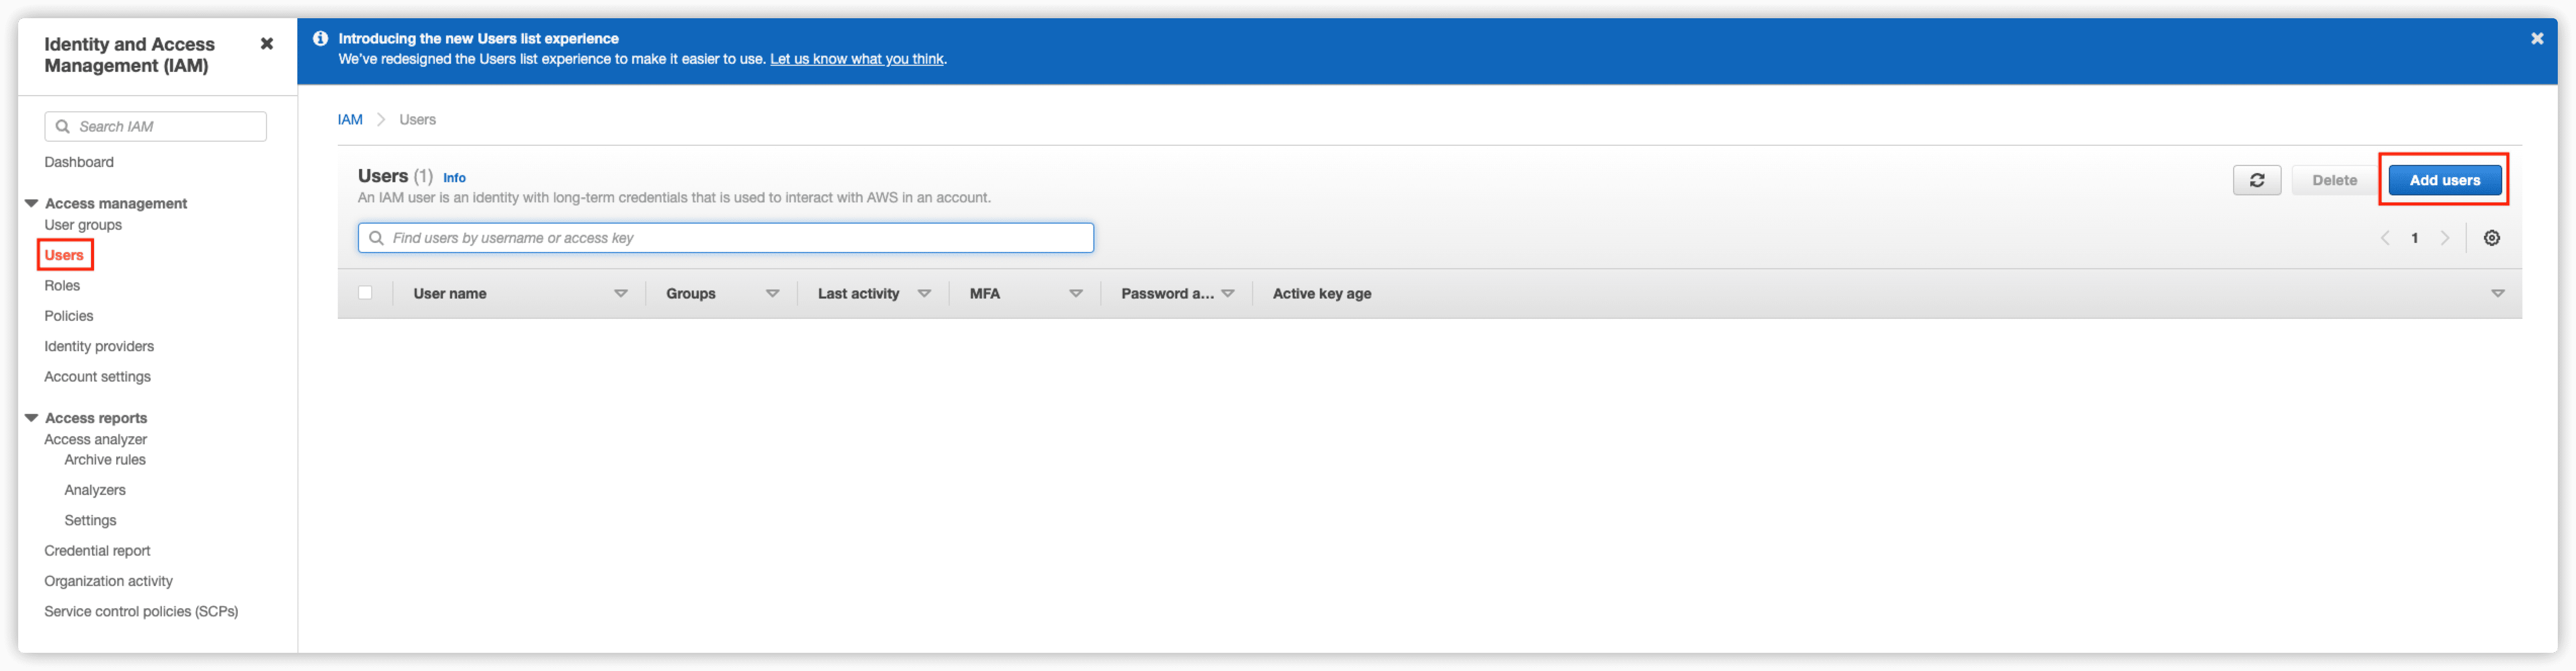 Identity and Access
Management (IAM)
Search IAM
Dashboard
Access management
User groups
Users
Roles
Policies
Identity providers
Account settings
Access reports
Access analyzer
Archive rules
Analyzers
Settings
Credential report
Organization activity
Service control policies (SCPs)
Introducing the new Users list experience
We've redesigned the Users list experience to make it easier to use. Let us know what you think.
IAM Users
Users (1) Info
An IAM user is an identity with long-term credentials that is used to interact with AWS in an account.
Delete Add users
Find users by username or access key
1
User name Groups Last activity MFA Password a... Active key age